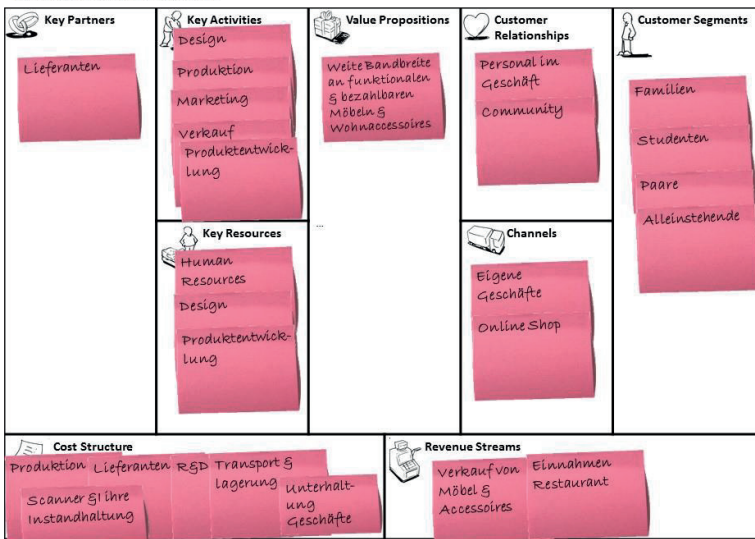 Key Partners
Lieferanten
Key Activities
Design
Produktion
Marketing
Verkauf
Produktentwick-
lung
Key Resources
Human
Resources
Design
Produktentwick-
lung
Value Propositions
Weite Bandbreite
an funktionalen
& bezahlbaren
Möbeln &
Wohnaccessoires
...
Customer
Relationships
Personal im
Geschäft
Community
Channels
Eigene
Geschäfte
Online Shop
Customer Segments
Familien
Studenten
Paare
Alleinstehende
Cost Structure
Produktion
Lieferanten
R&D
Transport &
lagerung
Scanner & ihre
Instandhaltung
Unterhalt-
ung
Geschäfte
Revenue Streams
Verkauf von
Möbel &
Accessoires
Einnahmen
Restaurant